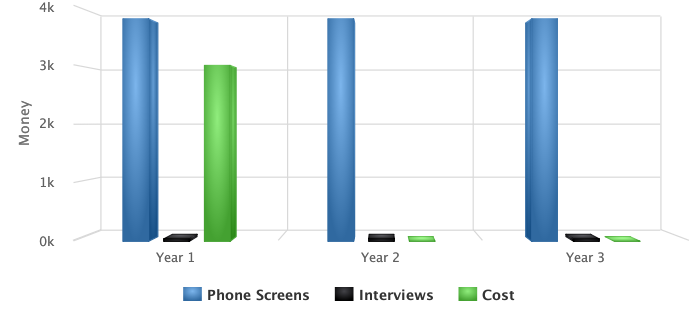 4k
3k
2k
1k
0k
Money
Year 1
Year 2
Year 3
Phone Screens
Interviews
Cost